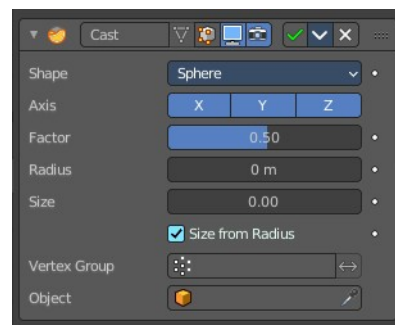 Cast
Shape Sphere
Axis X Y Z
Factor 0.50
Radius 0 m
Size 0.00
Size from Radius
Vertex Group
Object